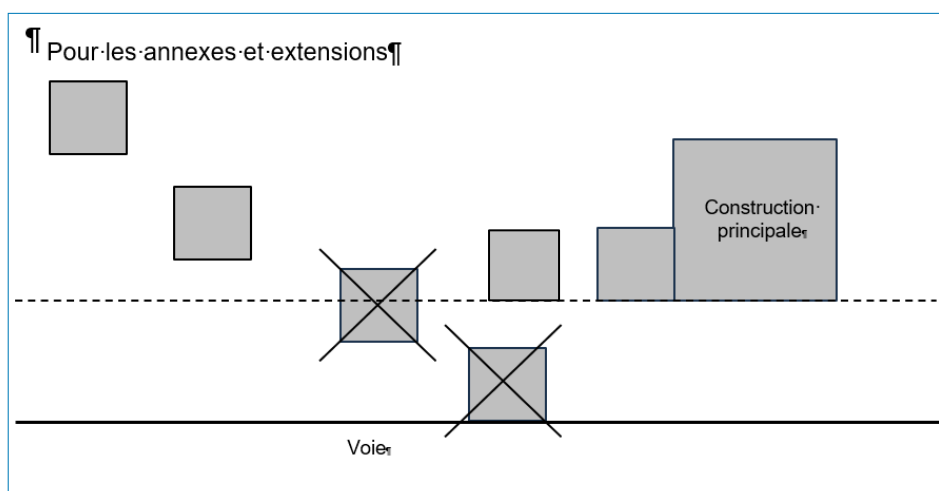 ¶
Pour·les·annexes·et·extensions¶
Construction·
principale¶
Voie¶